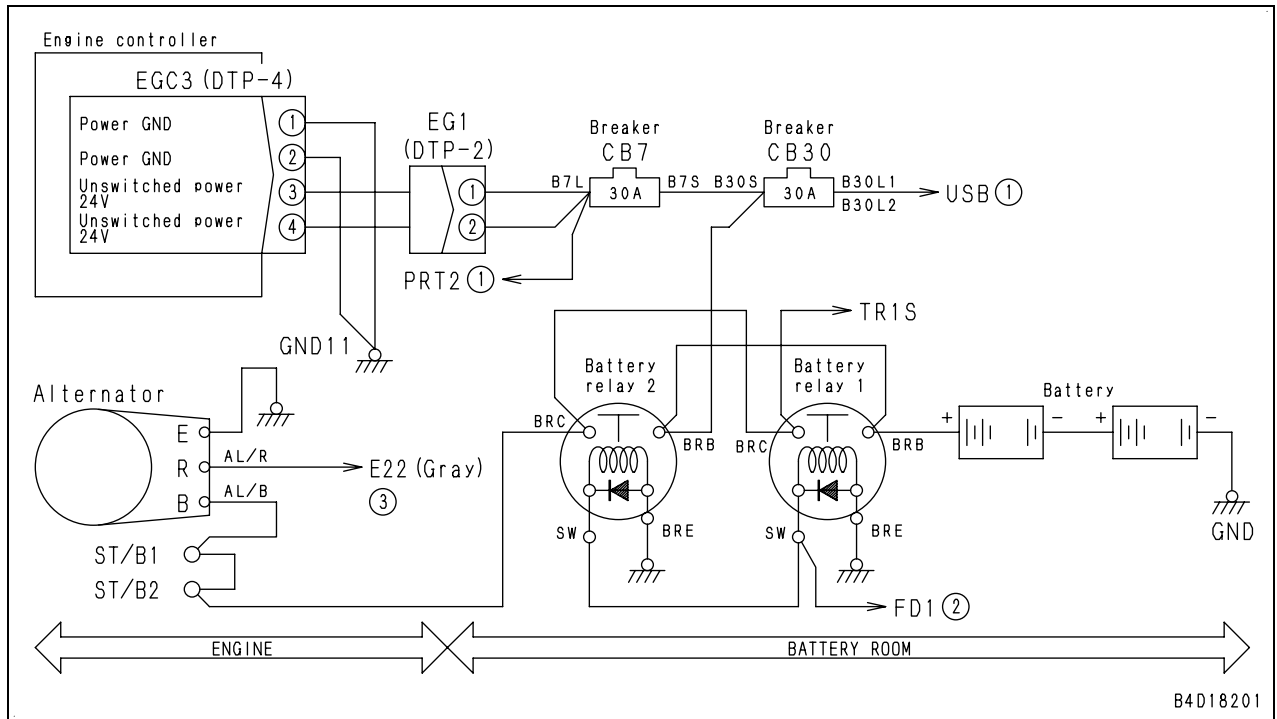 Engine controller
EGC3 (DTP-4)
Power GND
1
Power GND
2
Unswitched power
24V
3
Unswitched power
24V
4
EG1
(DTP-2)
1
2
Breaker
CB7
B7L
30A
B7S
Breaker
CB30
B30S
30A
B30L1
B30L2
USB 1
PRT2 1
GND11
TR1S
Alternator
E
R
B
AL/R
AL/B
E22 (Gray)
3
ST/B1
ST/B2
Battery
relay 2
BRC
BRB
SW
BRE
Battery
relay 1
BRC
BRB
SW
BRE
Battery
+
-
+
-
GND
FD1 2
ENGINE
BATTERY ROOM
B4D18201